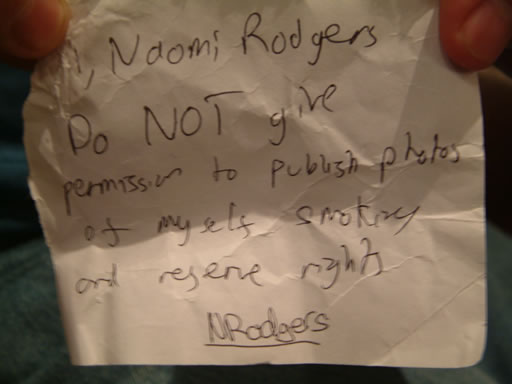 I, Naomi Rodgers
Do NOT give
permission to publish photos
of myself smoking
and reserve rights
NRodgers